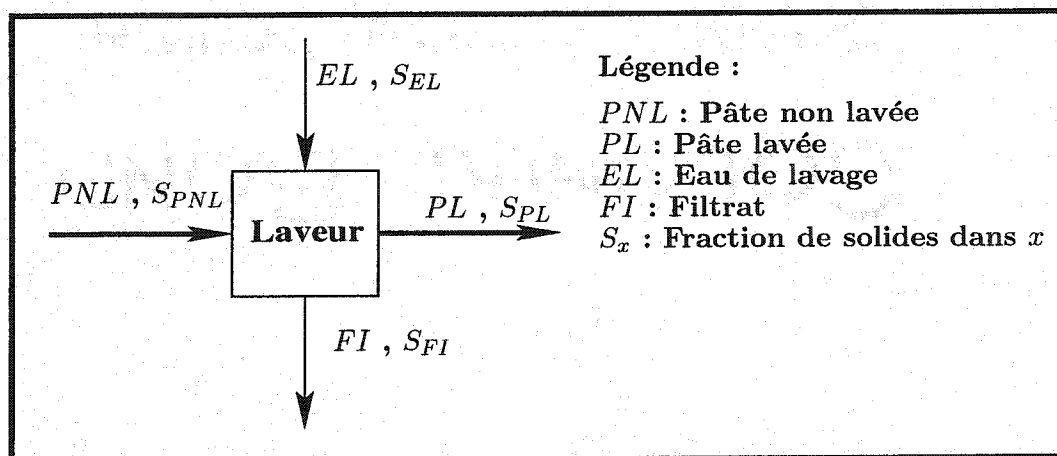 EL , S_EL
PNL , S_PNL
Laveur
PL , S_PL
FI , S_FI
Légende :
PNL : Pâte non lavée
PL : Pâte lavée
EL : Eau de lavage
FI : Filtrat
S_x : Fraction de solides dans x